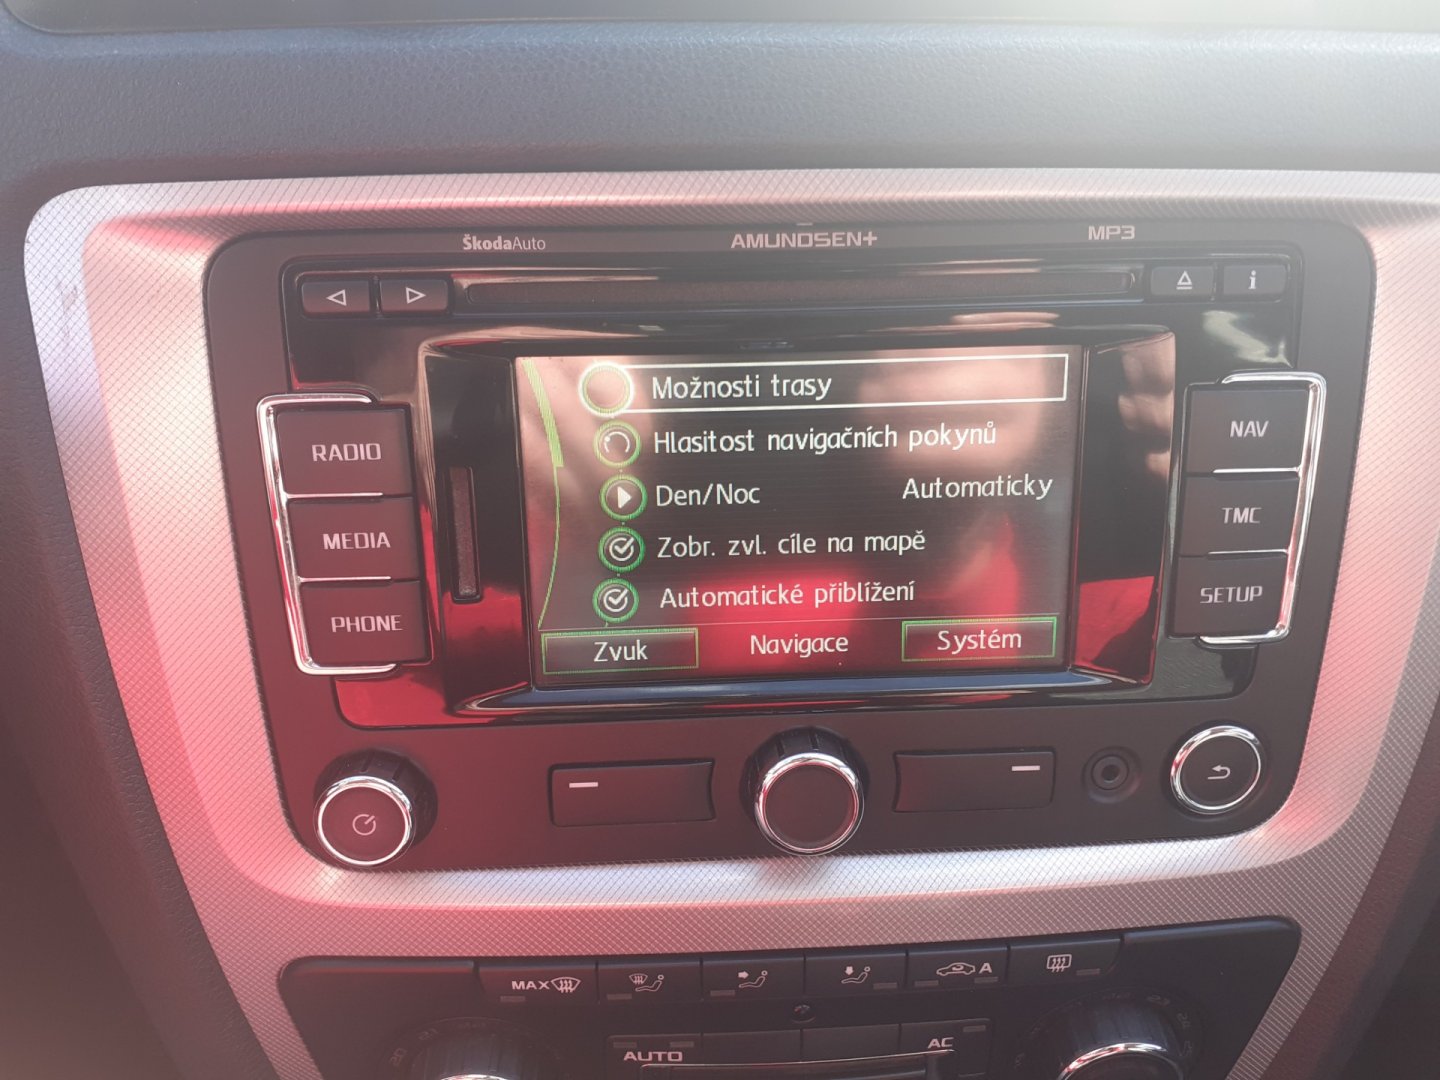 ŠkodaAuto
AMUNDSEN+
MP3
i
RADIO
MEDIA
PHONE
Možnosti trasy
Hlasitost navigačních pokynů
Den/Noc Automaticky
Zobr. zvl. cíle na mapě
Automatické přiblížení
Zvuk Navigace Systém
NAV
TMC
SETUP
MAX
A
AUTO
AC